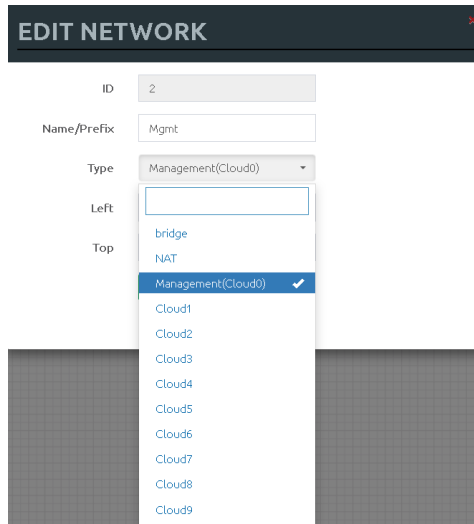 EDIT NETWORK
ID 2
Name/Prefix Mgmt
Type Management(Cloud0)
Left
Top
bridge
NAT
Management(Cloud0)
Cloud1
Cloud2
Cloud3
Cloud4
Cloud5
Cloud6
Cloud7
Cloud8
Cloud9